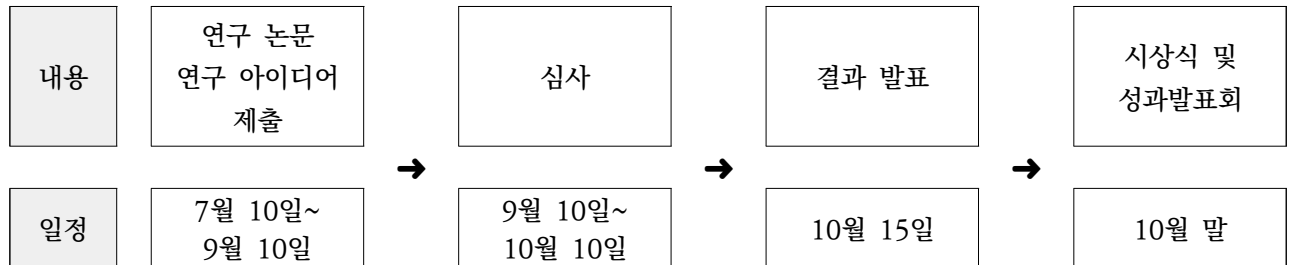 내용
연구 논문
연구 아이디어
제출
심사
결과 발표
시상식 및
성과발표회
➜ ➜ ➜
일정
7월 10일~
9월 10일
9월 10일~
10월 10일
10월 15일
10월 말